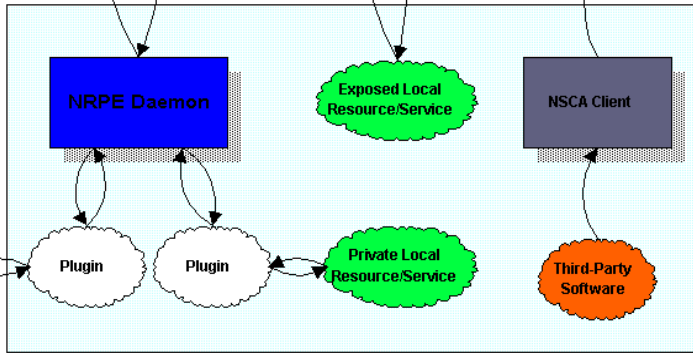 NRPE Daemon
Exposed Local
Resource/Service
NSCA Client
Plugin
Plugin
Private Local
Resource/Service
Third-Party
Software